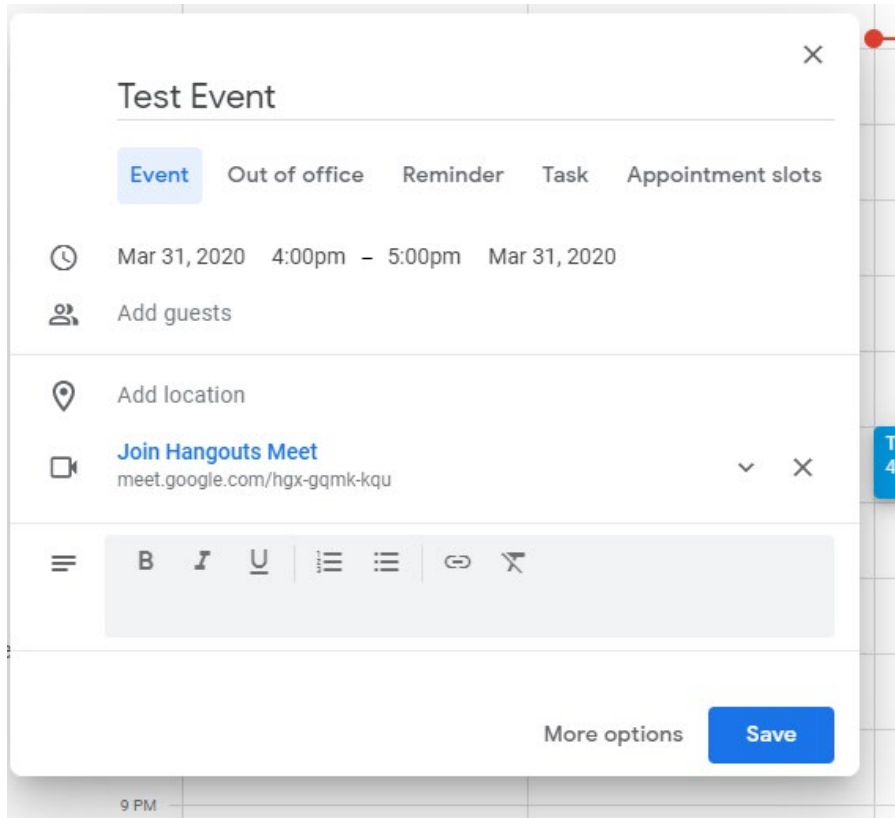 Test Event
Event Out of office Reminder Task Appointment slots
Mar 31, 2020 4:00pm – 5:00pm Mar 31, 2020
Add guests
Add location
Join Hangouts Meet
meet.google.com/hgx-gqmk-kqu
T
4
B I U
More options Save
9 PM